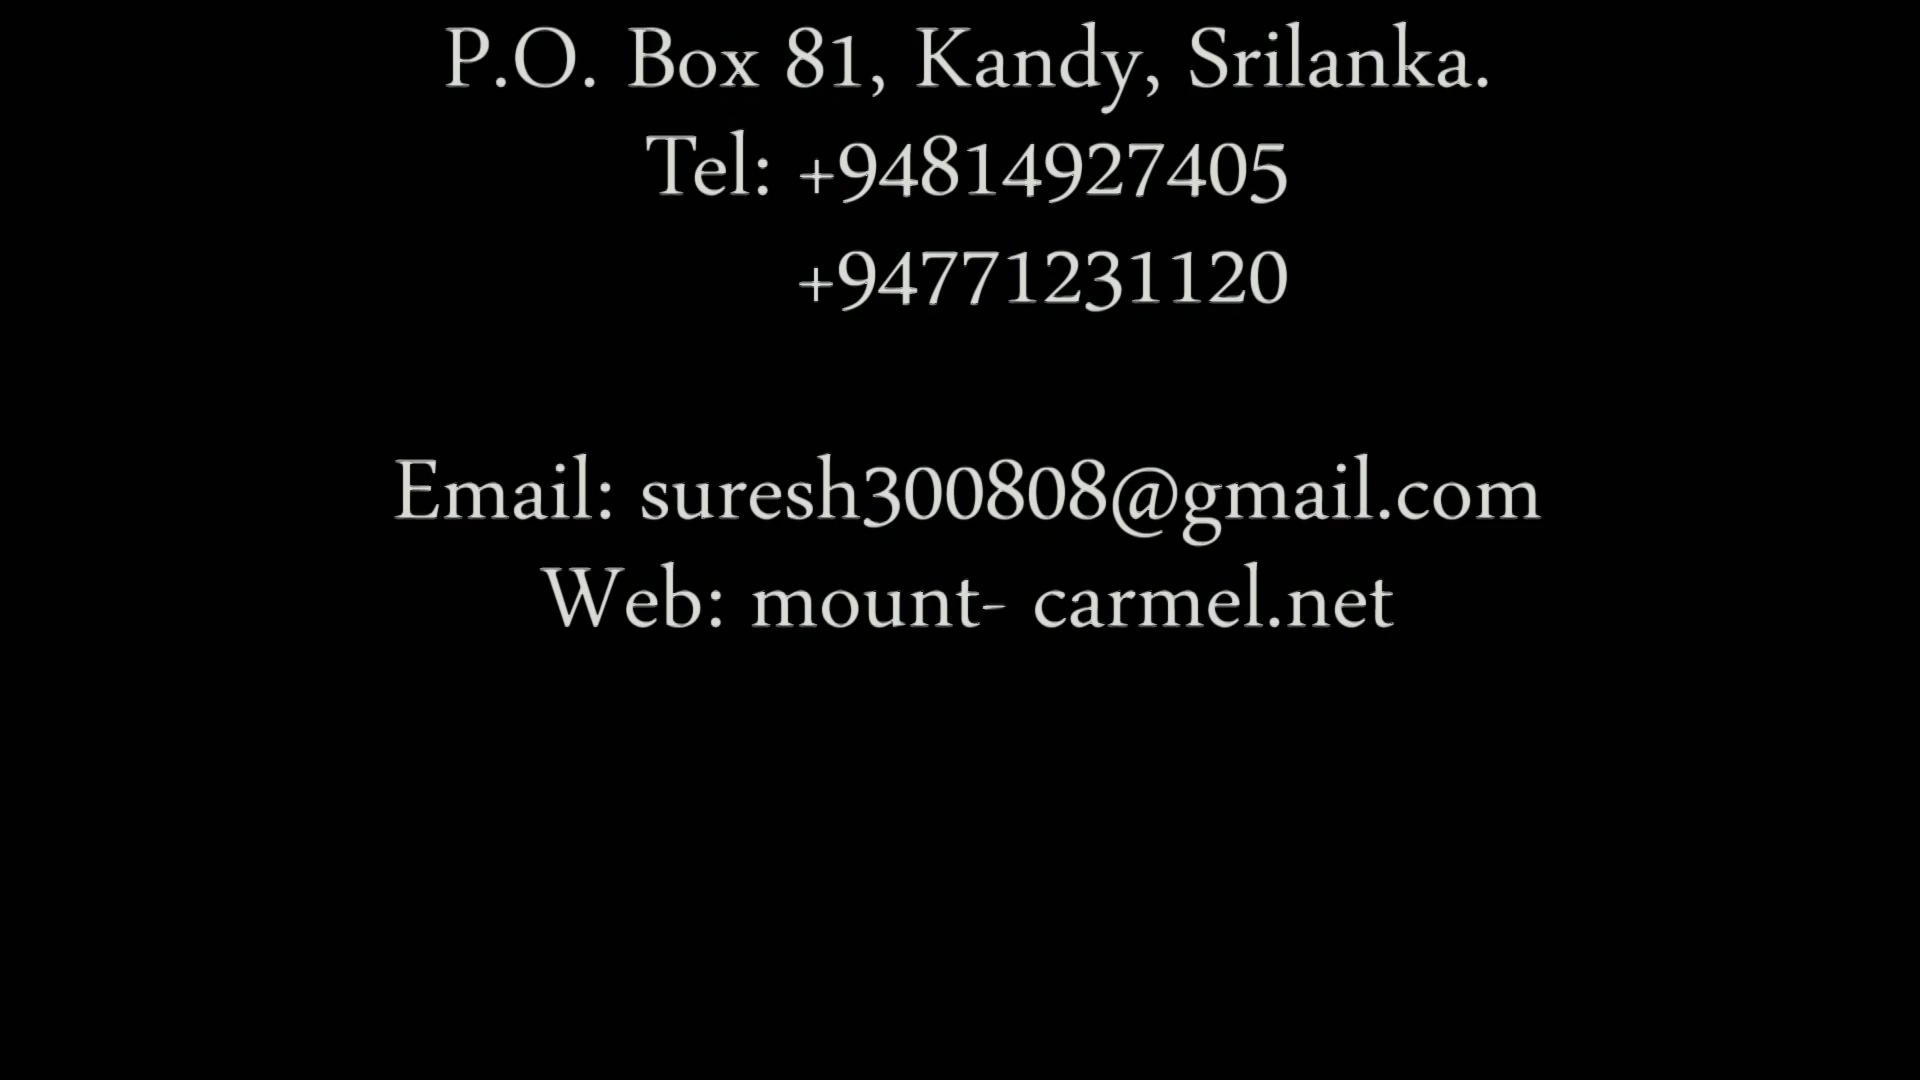 P.O. Box 81, Kandy, Srilanka.
Tel: +94814927405
+94771231120
Email: suresh300808@gmail.com
Web: mount- carmel.net